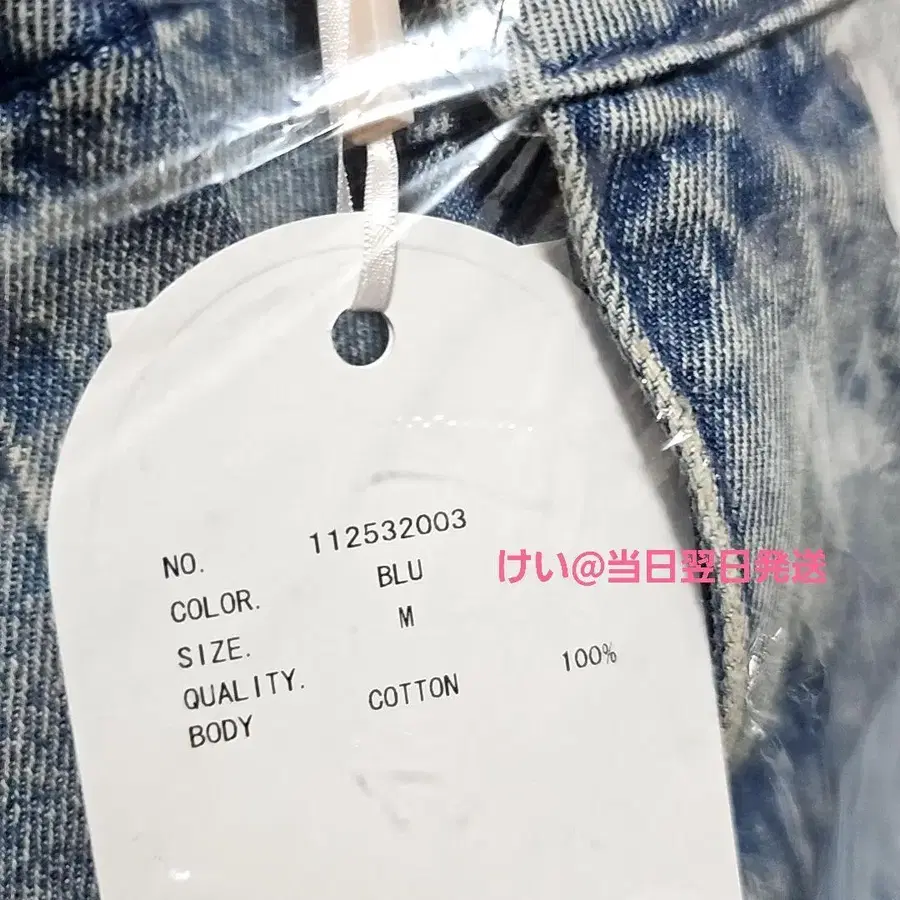 NO. 112532003
COLOR. BLU
SIZE. M
QUALITY.
BODY COTTON 100%
けい@当日翌日発送